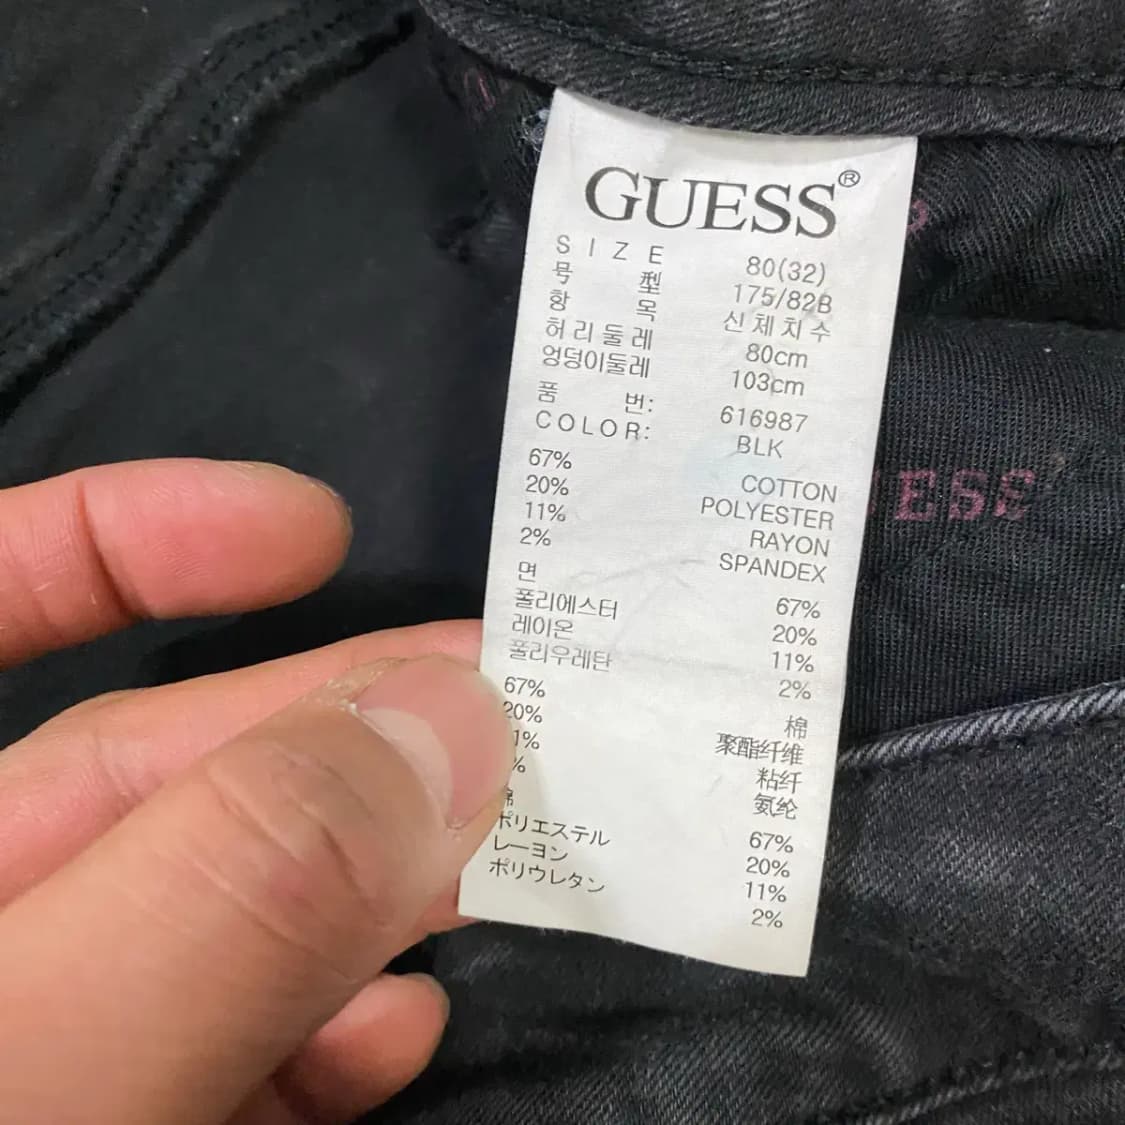 GUESS®
SIZE 80(32)
号型 175/82B
항목 신체치수
허리둘레 80cm
엉덩이둘레 103cm
품번: 616987
COLOR: BLK
67% COTTON
20% POLYESTER
11% RAYON
2% SPANDEX
면 67%
폴리에스터 20%
레이온 11%
폴리우레탄 2%
67% 棉
20% 聚酯纤维
1% 粘纤
% 氨纶
綿 67%
ポリエステル 20%
レーヨン 11%
ポリウレタン 2%